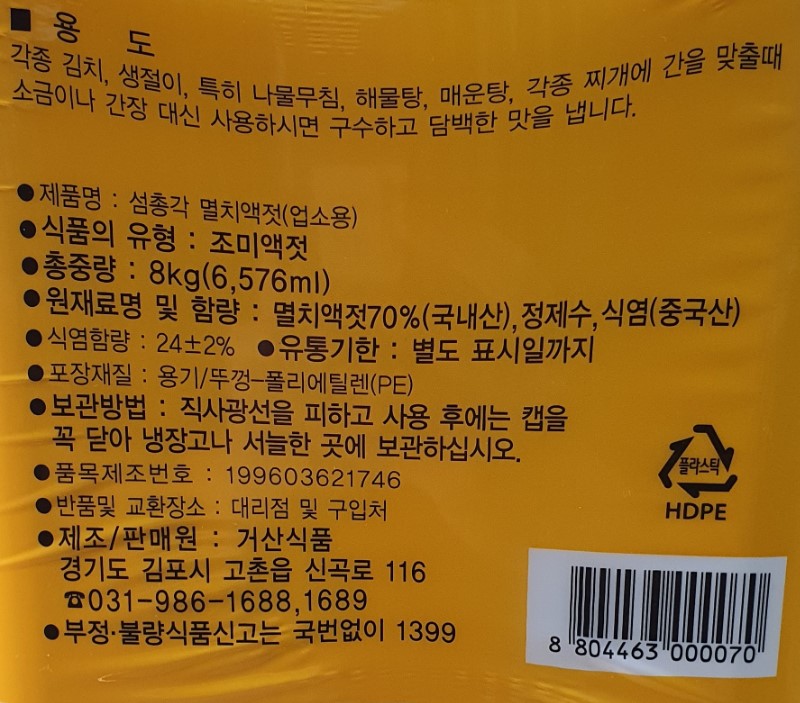 ■ 용 도
각종 김치, 생절이, 특히 나물무침, 해물탕, 매운탕, 각종 찌개에 간을 맞출때
소금이나 간장 대신 사용하시면 구수하고 담백한 맛을 냅니다.
●제품명 : 섬총각 멸치액젓(업소용)
●식품의 유형 : 조미액젓
●총중량 : 8kg(6,576ml)
●원재료명 및 함량 : 멸치액젓70%(국내산),정제수,식염(중국산)
●식염함량 : 24±2% ●유통기한 : 별도 표시일까지
●포장재질 : 용기/뚜껑-폴리에틸렌(PE)
●보관방법 : 직사광선을 피하고 사용 후에는 캡을
꼭 닫아 냉장고나 서늘한 곳에 보관하십시오.
●품목제조번호 : 199603621746
●반품및 교환장소 : 대리점 및 구입처
●제조/판매원 : 거산식품
경기도 김포시 고촌읍 신곡로 116
☎031-986-1688,1689
●부정·불량식품신고는 국번없이 1399
플라스틱
HDPE
8 804463 000070